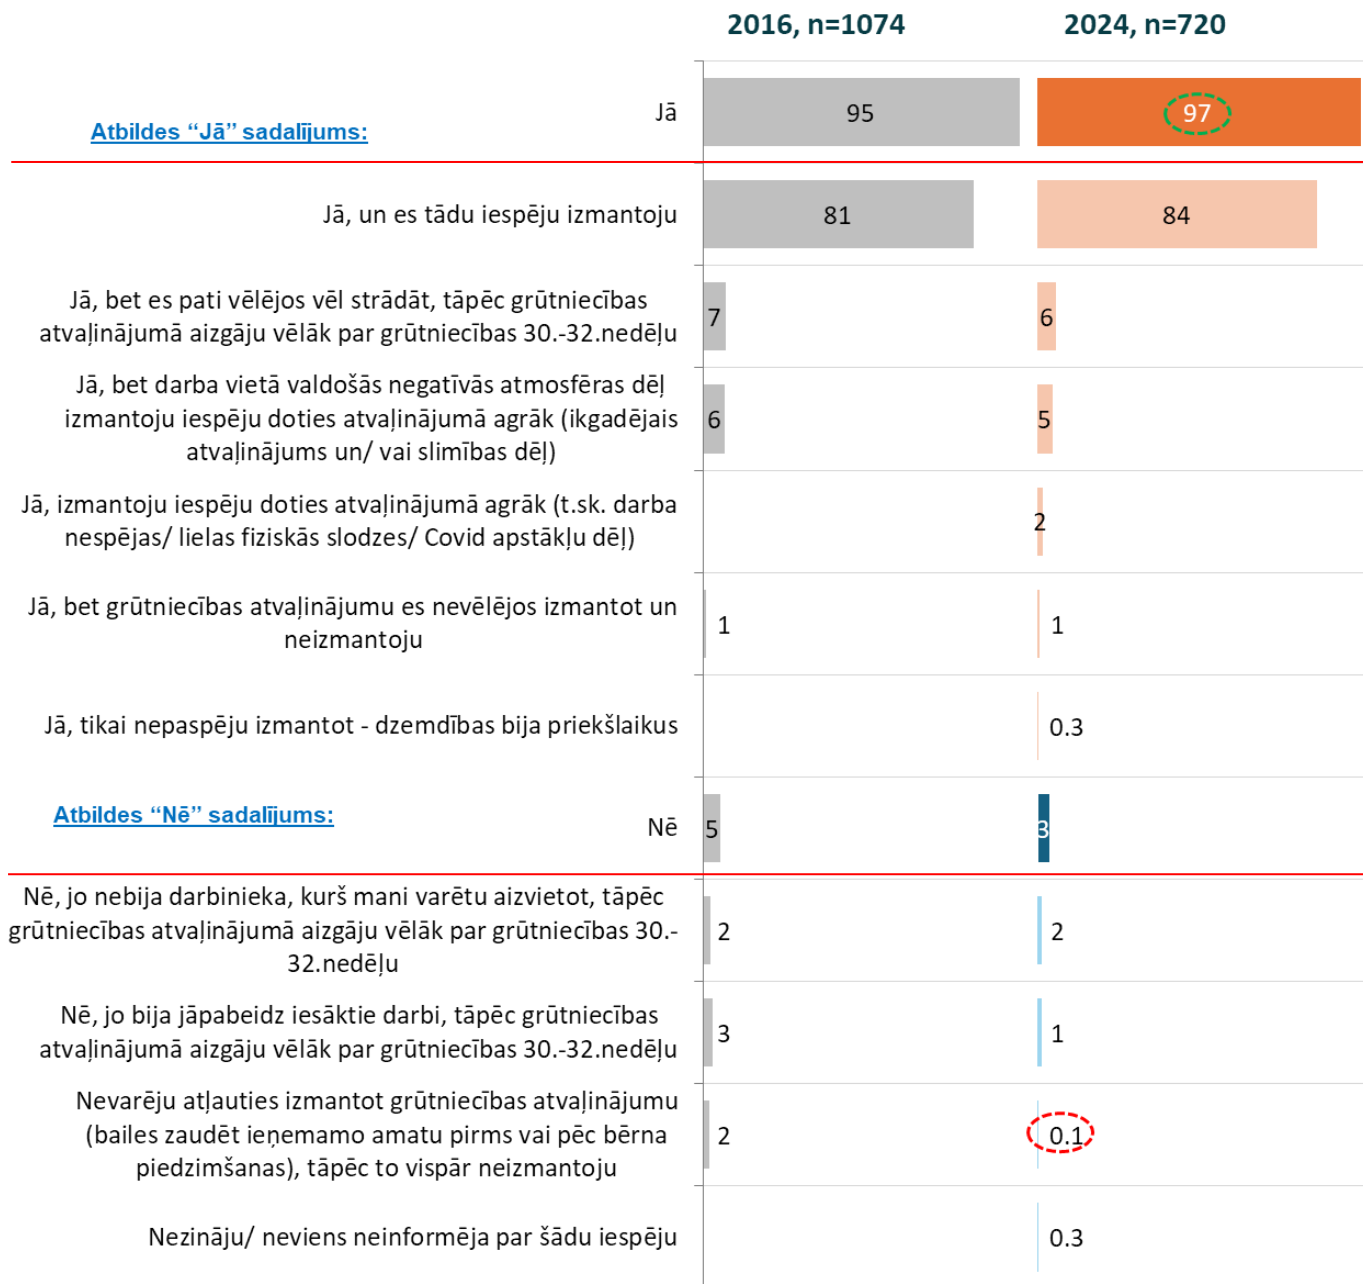 2016, n=1074
2024, n=720
Jā
95
97
Atbildes “Jā” sadalījums:
Jā, un es tādu iespēju izmantoju
81
84
Jā, bet es pati vēlējos vēl strādāt, tāpēc grūtniecības
atvaļinājumā aizgāju vēlāk par grūtniecības 30.-32.nedēļu
7
6
Jā, bet darba vietā valdošās negatīvās atmosfēras dēļ
izmantoju iespēju doties atvaļinājumā agrāk (ikgadējais
atvaļinājums un/ vai slimības dēļ)
6
5
Jā, izmantoju iespēju doties atvaļinājumā agrāk (t.sk. darba
nespējas/ lielas fiziskās slodzes/ Covid apstākļu dēļ)
2
Jā, bet grūtniecības atvaļinājumu es nevēlējos izmantot un
neizmantoju
1
1
Jā, tikai nepaspēju izmantot - dzemdības bija priekšlaikus
0.3
Atbildes “Nē” sadalījums:
Nē
5
3
Nē, jo nebija darbinieka, kurš mani varētu aizvietot, tāpēc
grūtniecības atvaļinājumā aizgāju vēlāk par grūtniecības 30.-
32.nedēļu
2
2
Nē, jo bija jāpabeidz iesāktie darbi, tāpēc grūtniecības
atvaļinājumā aizgāju vēlāk par grūtniecības 30.-32.nedēļu
3
1
Nevarēju atļauties izmantot grūtniecības atvaļinājumu
(bailes zaudēt ieņemamo amatu pirms vai pēc bērna
piedzimšanas), tāpēc to vispār neizmantoju
2
0.1
Nezināju/ neviens neinformēja par šādu iespēju
0.3